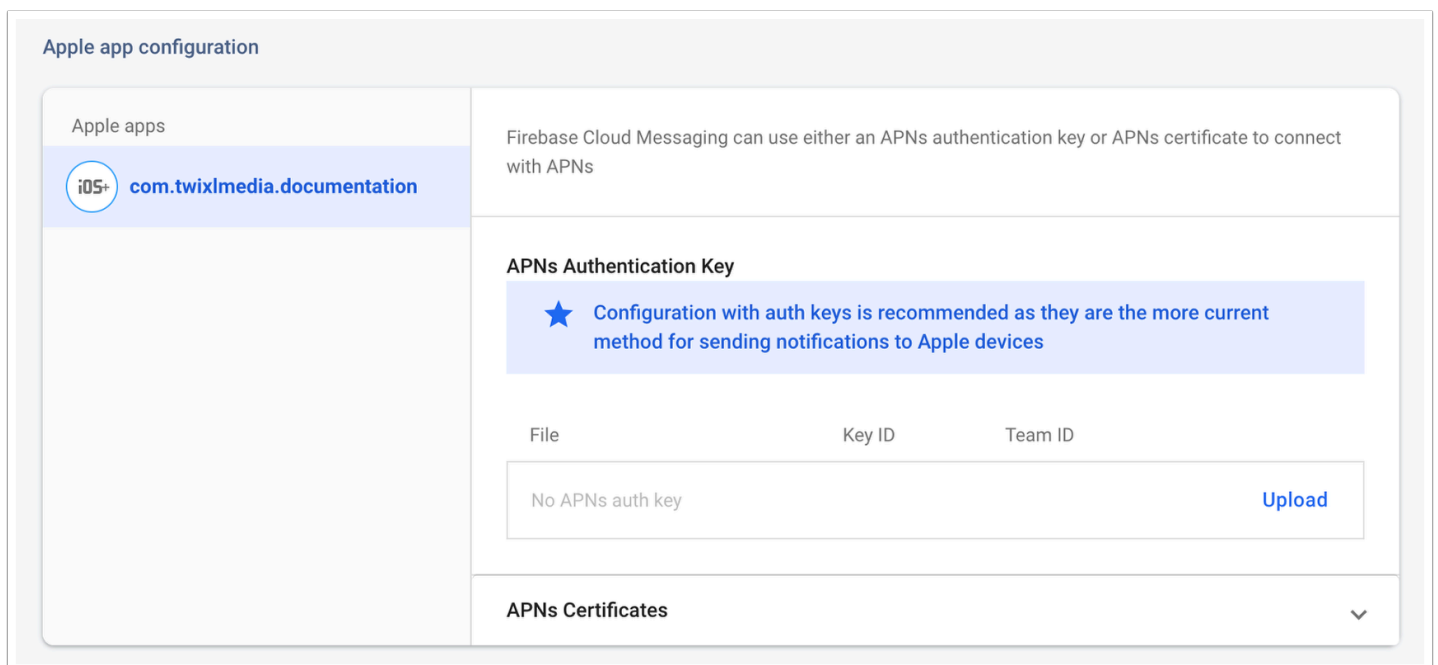 Apple app configuration
Apple apps
iOS+ com.twixlmedia.documentation
Firebase Cloud Messaging can use either an APNs authentication key or APNs certificate to connect
with APNs
APNs Authentication Key
Configuration with auth keys is recommended as they are the more current
method for sending notifications to Apple devices
File Key ID Team ID
No APNs auth key Upload
APNs Certificates